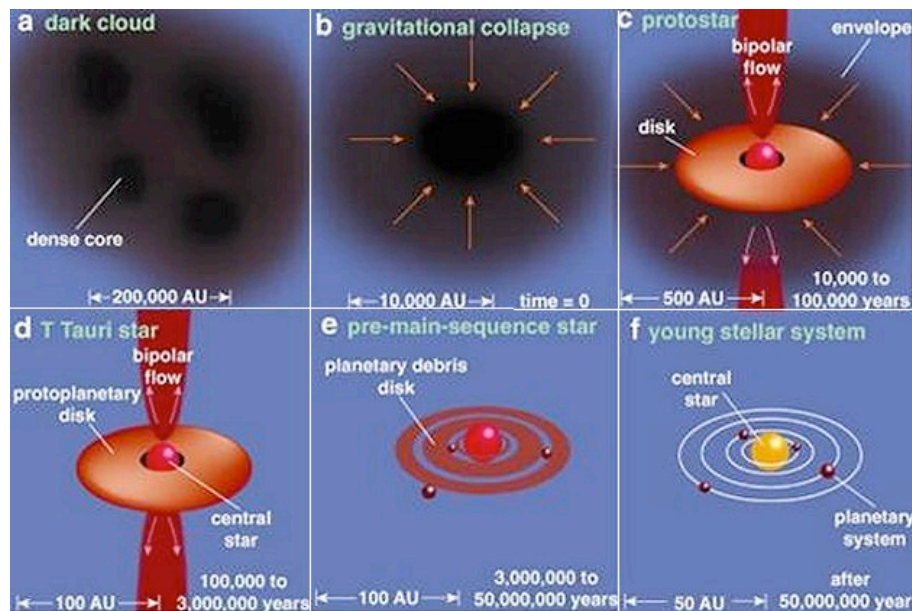 a dark cloud
dense core
200,000 AU
b gravitational collapse
10,000 AU
time = 0
c protostar
envelope
bipolar
flow
disk
10,000 to
500 AU
100,000 years
d T Tauri star
bipolar
flow
protoplanetary
disk
central
star
100,000 to
100 AU
3,000,000 years
e pre-main-sequence star
planetary debris
disk
3,000,000 to
100 AU
50,000,000 years
f young stellar system
central
star
planetary
system
after
50 AU
50,000,000 year